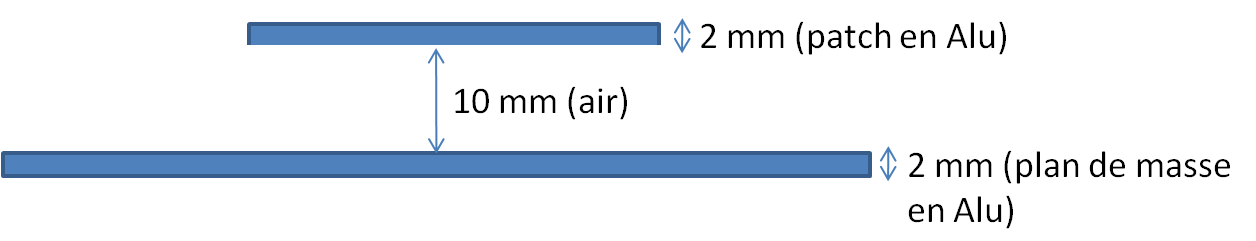 2 mm (patch en Alu)
10 mm (air)
2 mm (plan de masse
en Alu)